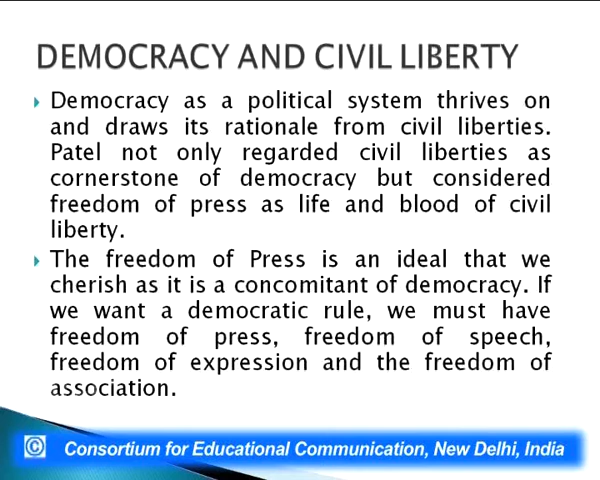 DEMOCRACY AND CIVIL LIBERTY
Democracy as a political system thrives on
and draws its rationale from civil liberties.
Patel not only regarded civil liberties as
cornerstone of democracy but considered
freedom of press as life and blood of civil
liberty.
The freedom of Press is an ideal that we
cherish as it is a concomitant of democracy. If
we want a democratic rule, we must have
freedom of press, freedom of speech,
freedom of expression and the freedom of
association.
© Consortium for Educational Communication, New Delhi, India